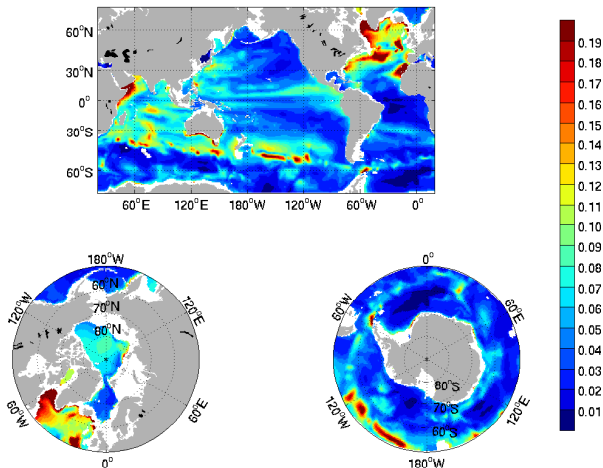 60°N
30°N
0°
30°S
60°S
60°E
120°E
180°W
120°W
60°W
0°
0.19
0.18
0.17
0.16
0.15
0.14
0.13
0.12
0.11
0.10
0.09
0.08
0.07
0.06
0.05
0.04
0.03
0.02
0.01
180°W
120°W
120°E
60°N
70°N
80°N
60°W
60°E
0°
0°
60°W
60°E
80°S
70°S
60°S
120°W
120°E
180°W